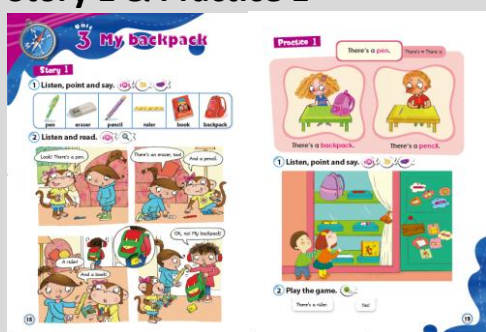 Story 1 & Practice 1
Unit
3 My backpack
Story 1
1 Listen, point and say.
pen eraser pencil ruler book backpack
2 Listen and read.
Look! There's a pen.
There's an eraser, too!
And a pencil.
A ruler!
And a book!
Oh, no! My backpack!
18
Practice 1
There's a pen.
There's = There is
There's a backpack.
There's a pencil.
1 Listen, point and say.
2 Play the game.
There's a ruler.
Yes!
19